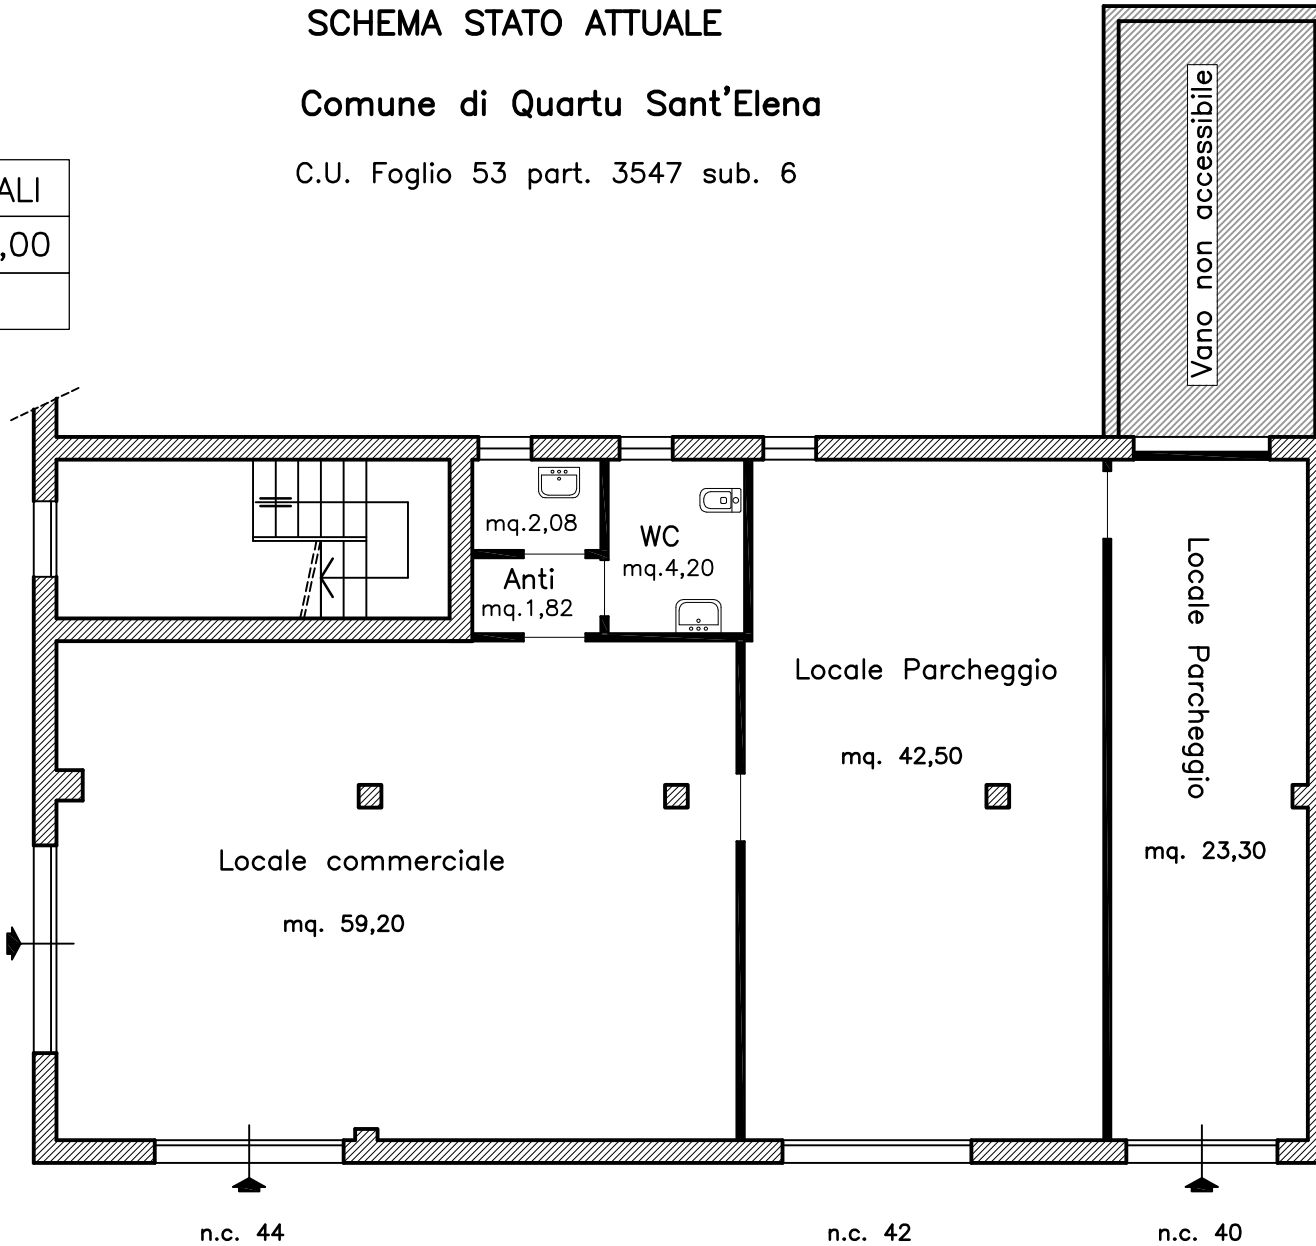 SCHEMA STATO ATTUALE
Comune di Quartu Sant'Elena
C.U. Foglio 53 part. 3547 sub. 6
ALI
,00
Vano non accessibile
mq.2,08
WC
mq.4,20
Anti
mq.1,82
Locale Parcheggio
mq. 42,50
Locale Parcheggio
mq. 23,30
Locale commerciale
mq. 59,20
n.c. 44
n.c. 42
n.c. 40